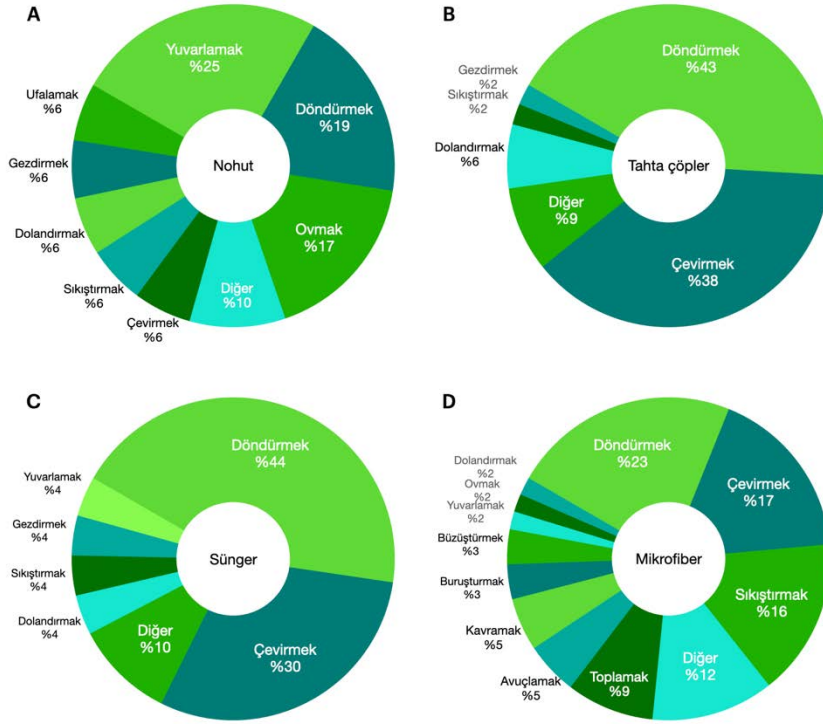 A
Yuvarlamak
%25
Döndürmek
%19
Ovmak
%17
Diğer
%10
Çevirmek
%6
Sıkıştırmak
%6
Dolandırmak
%6
Gezdirmek
%6
Ufalamak
%6
Nohut
B
Döndürmek
%43
Çevirmek
%38
Diğer
%9
Dolandırmak
%6
Sıkıştırmak
%2
Gezdirmek
%2
Tahta çöpler
C
Döndürmek
%44
Çevirmek
%30
Diğer
%10
Dolandırmak
%4
Sıkıştırmak
%4
Gezdirmek
%4
Yuvarlamak
%4
Sünger
D
Döndürmek
%23
Çevirmek
%17
Sıkıştırmak
%16
Diğer
%12
Toplamak
%9
Avuçlamak
%5
Kavramak
%5
Buruşturmak
%3
Büzüştürmek
%3
Yuvarlamak
%2
Ovmak
%2
Dolandırmak
%2
Mikrofiber